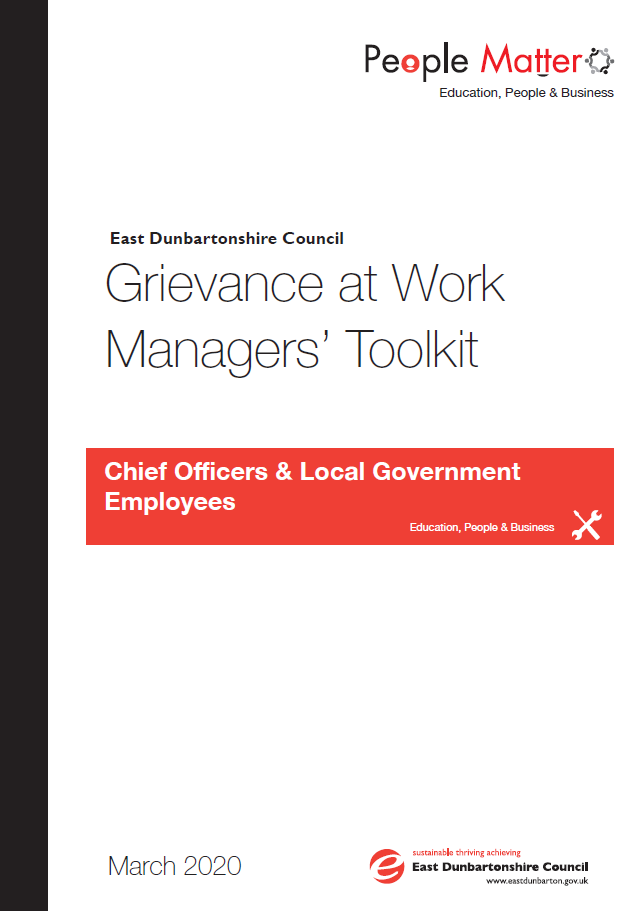 People Matter
Education, People & Business
East Dunbartonshire Council
Grievance at Work
Managers’ Toolkit
Chief Officers & Local Government
Employees
Education, People & Business
March 2020
sustainable thriving achieving
East Dunbartonshire Council
www.eastdunbarton.gov.uk